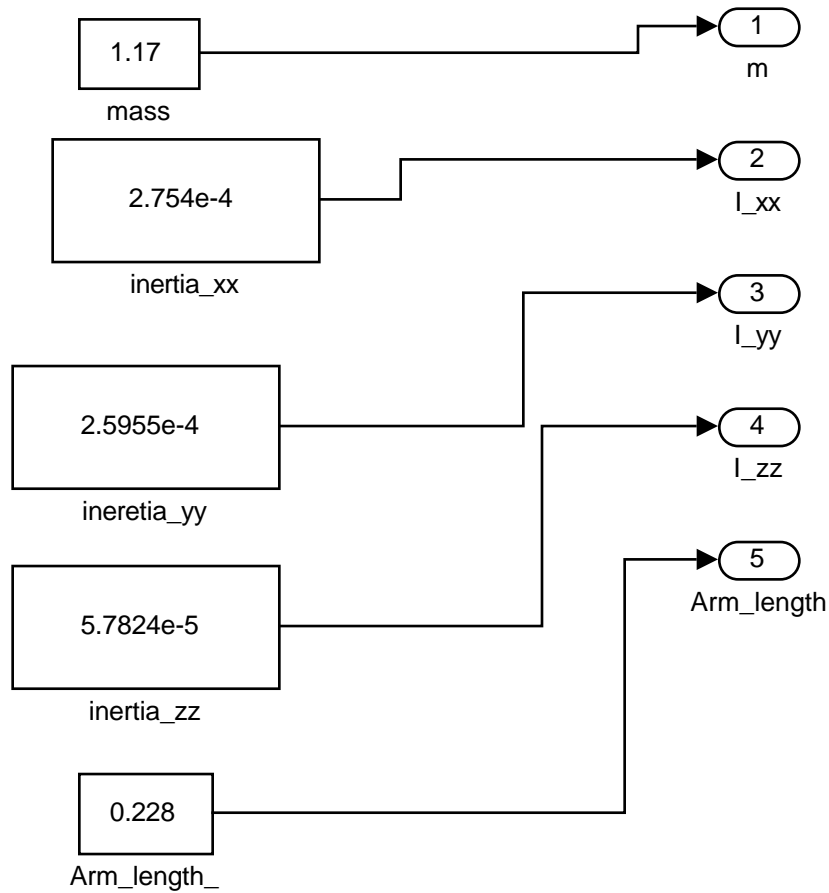 1.17
mass
1
m
2.754e-4
inertia_xx
2
I_xx
3
I_yy
2.5955e-4
ineretia_yy
4
I_zz
5.7824e-5
inertia_zz
5
Arm_length
0.228
Arm_length_